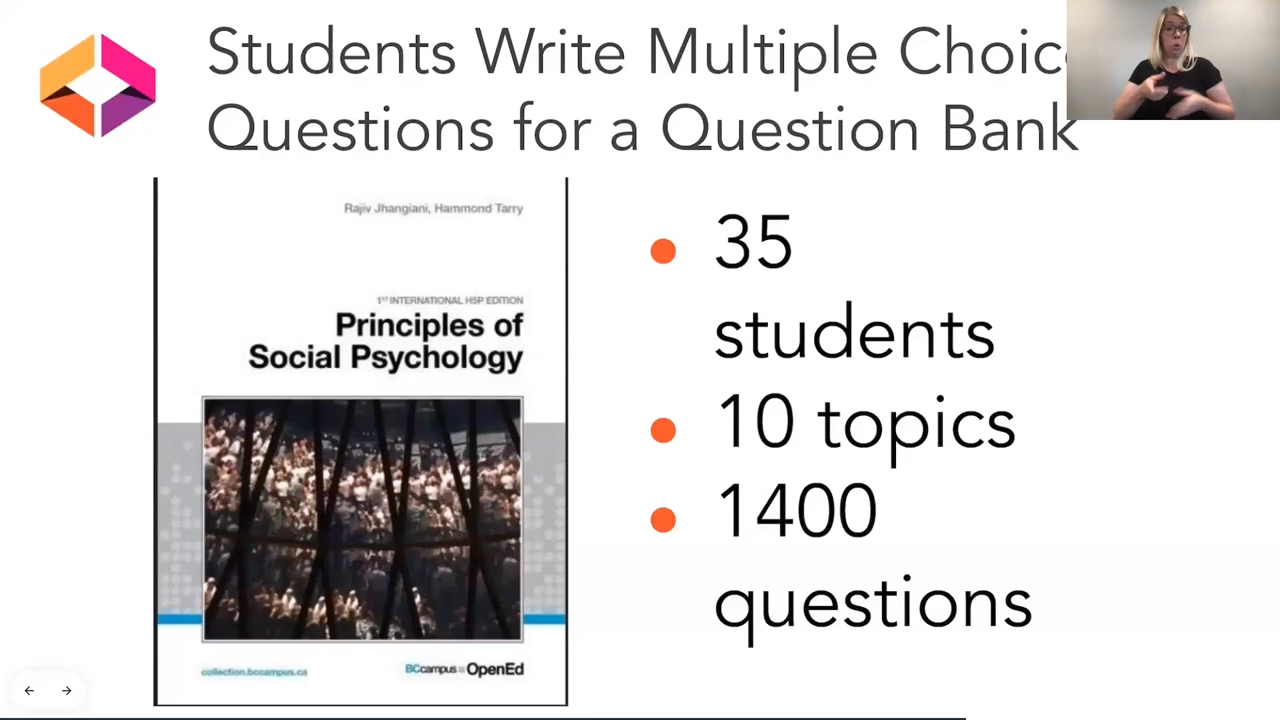 Students Write Multiple Choic
Questions for a Question Bank
Rajiv Jhangiani, Hammond Tarry
1ST INTERNATIONAL H5P EDITION
Principles of
Social Psychology
collection.bccampus.ca
BCcampus OpenEd
35
students
10 topics
1400
questions